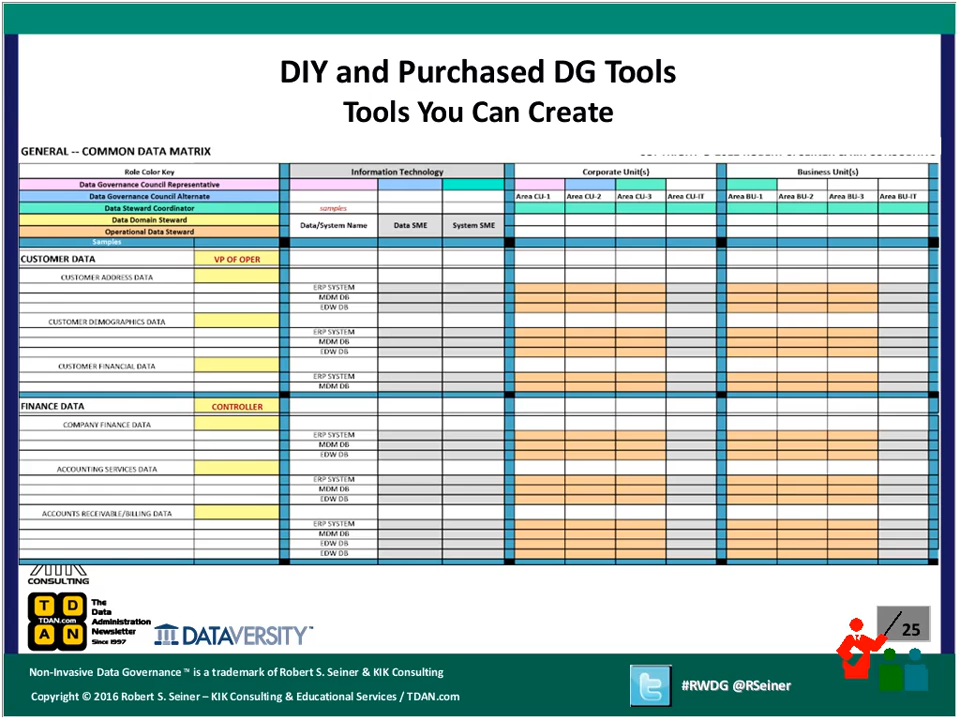 DIY and Purchased DG Tools
Tools You Can Create
GENERAL -- COMMON DATA MATRIX
Role Color Key Information Technology Corporate Unit(s) Business Unit(s)
Data Governance Council Representative
Data Governance Council Alternate Area CU-1 Area CU-2 Area CU-3 Area CU-IT Area BU-1 Area BU-2 Area BU-3 Area BU-IT
Data Steward Coordinator samples
Data Domain Steward
Data/System Name Data SME System SME
Operational Data Steward
Samples
CUSTOMER DATA VP OF OPER
CUSTOMER ADDRESS DATA
ERP SYSTEM
MDM DB
EDW DB
CUSTOMER DEMOGRAPHICS DATA
ERP SYSTEM
MDM DB
EDW DB
CUSTOMER FINANCIAL DATA
ERP SYSTEM
MDM DB
FINANCE DATA CONTROLLER
COMPANY FINANCE DATA
ERP SYSTEM
MDM DB
EDW DB
ACCOUNTING SERVICES DATA
ERP SYSTEM
MDM DB
EDW DB
ACCOUNTS RECEIVABLE/BILLING DATA
ERP SYSTEM
MDM DB
EDW DB
EDW DB
KIK
CONSULTING
T D
TDAN.com
A N
The
Data
Administration
Newsletter
Since 1997
DATAVERSITY™
25
Non-Invasive Data Governance™ is a trademark of Robert S. Seiner & KIK Consulting
Copyright © 2016 Robert S. Seiner – KIK Consulting & Educational Services / TDAN.com
#RWDG @RSeiner